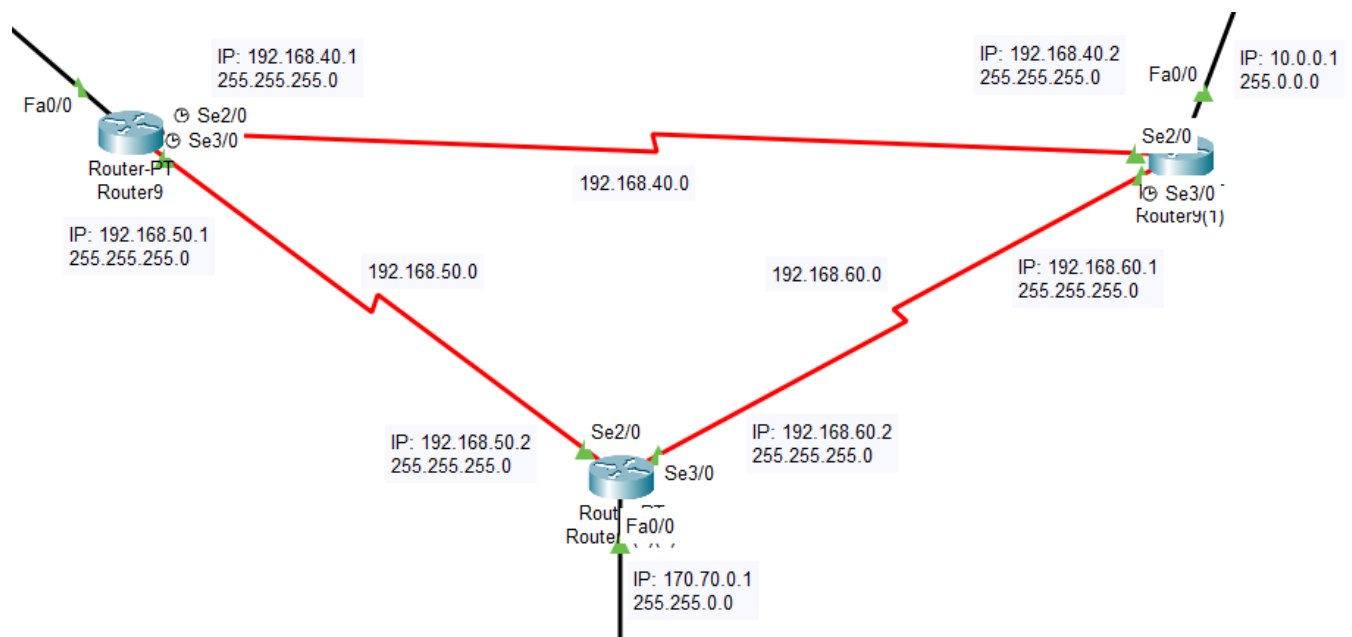 IP: 192.168.40.1
255.255.255.0
IP: 192.168.40.2
255.255.255.0
IP: 10.0.0.1
255.0.0.0
Fa0/0
Fa0/0
Se2/0
Se3/0
Se2/0
Router-PT
Router9
192.168.40.0
Se3/0
Router9(1)
IP: 192.168.50.1
255.255.255.0
192.168.50.0
192.168.60.0
IP: 192.168.60.1
255.255.255.0
IP: 192.168.50.2
255.255.255.0
Se2/0
IP: 192.168.60.2
255.255.255.0
Se3/0
Fa0/0
IP: 170.70.0.1
255.255.0.0